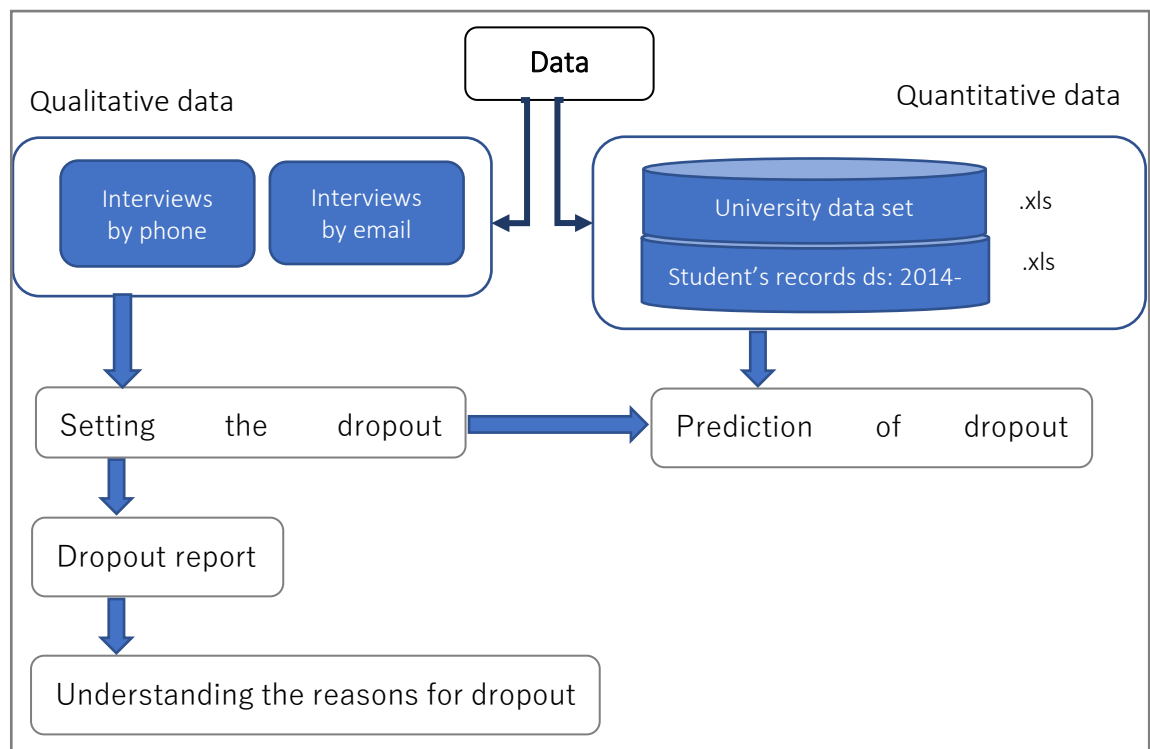 Data
Qualitative data
Quantitative data
Interviews
by phone
Interviews
by email
University data set
.xls
Student’s records ds: 2014-
.xls
Setting the dropout
Prediction of dropout
Dropout report
Understanding the reasons for dropout